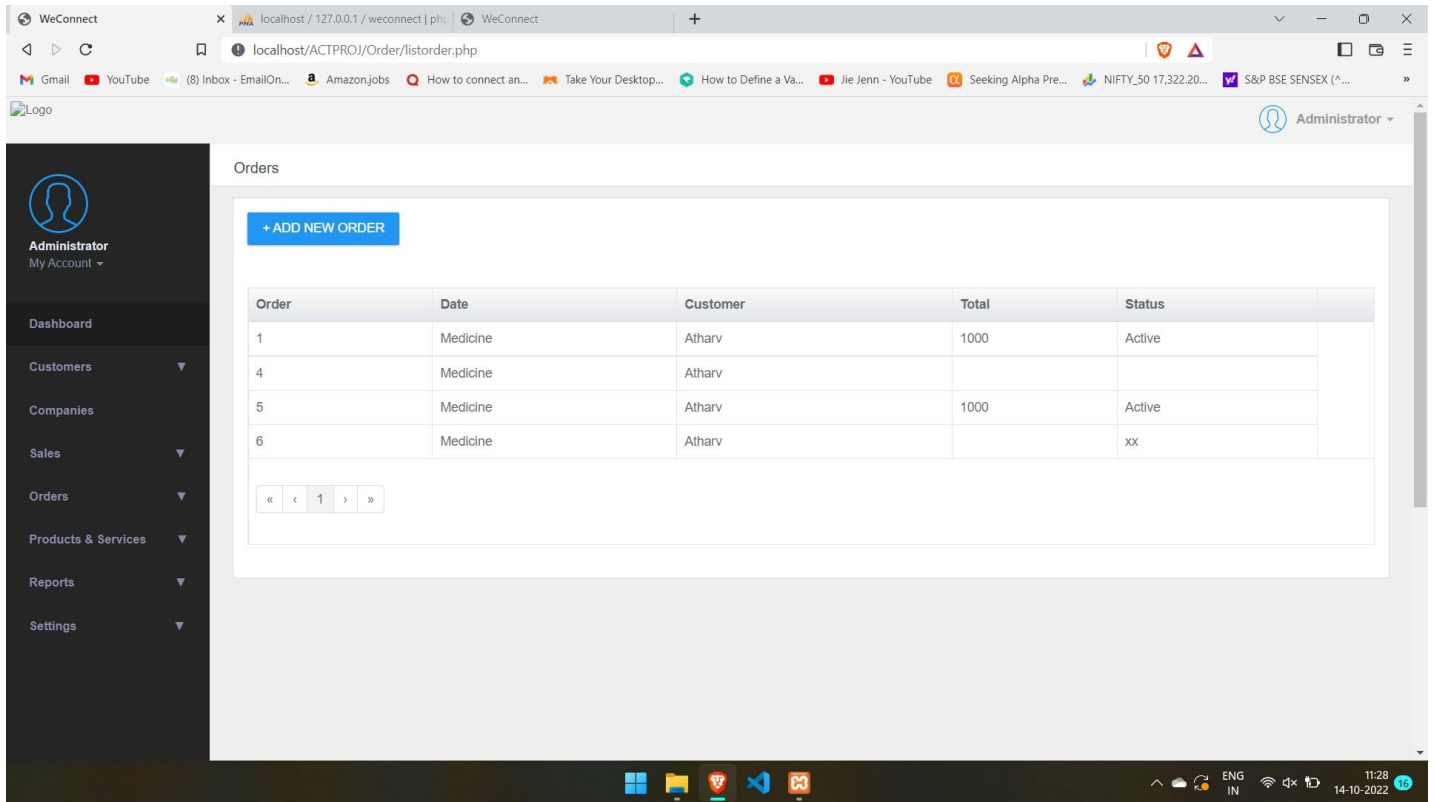 WeConnect
localhost / 127.0.0.1 / weconnect | php
WeConnect
localhost/ACTPROJ/Order/listorder.php
Gmail YouTube (8) Inbox - EmailOn... Amazon.jobs How to connect an... Take Your Desktop... How to Define a Va... Jie Jenn - YouTube Seeking Alpha Pre... NIFTY_50 17,322.20... S&P BSE SENSEX (^... »
Logo
Administrator
Orders
Administrator
My Account
Dashboard
Customers
Companies
Sales
Orders
Products & Services
Reports
Settings
+ ADD NEW ORDER
Order Date Customer Total Status
1 Medicine Atharv 1000 Active
4 Medicine Atharv
5 Medicine Atharv 1000 Active
6 Medicine Atharv xx
« ‹ 1 › »
ENG
IN
11:28
14-10-2022
16